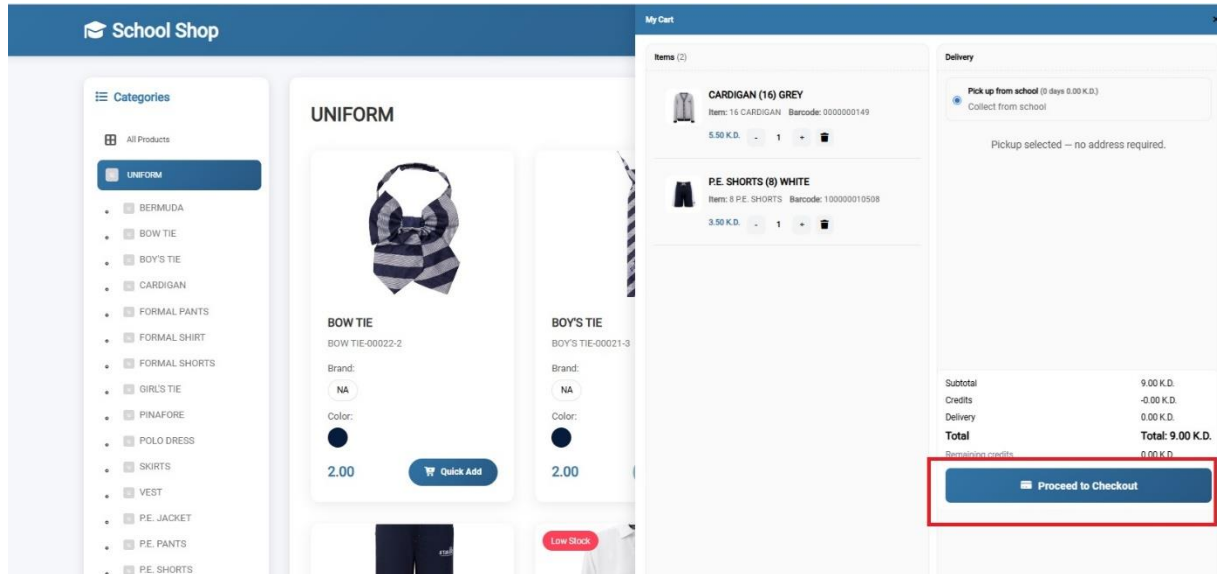 School Shop
Categories
All Products
UNIFORM
BERMUDA
BOW TIE
BOY'S TIE
CARDIGAN
FORMAL PANTS
FORMAL SHIRT
FORMAL SHORTS
GIRL'S TIE
PINAFORE
POLO DRESS
SKIRTS
VEST
P.E. JACKET
P.E. PANTS
P.E. SHORTS
UNIFORM
BOW TIE
BOW TIE-00022-2
Brand:
NA
Color:
2.00
Quick Add
BOY'S TIE
BOY'S TIE-00021-3
Brand:
NA
Color:
2.00
Low Stock
My Cart
Items (2)
CARDIGAN (16) GREY
Item: 16 CARDIGAN Barcode: 0000000149
5.50 K.D. - 1 +
P.E. SHORTS (8) WHITE
Item: 8 P.E. SHORTS Barcode: 100000010508
3.50 K.D. - 1 +
Delivery
Pick up from school (0 days 0.00 K.D.)
Collect from school
Pickup selected — no address required.
Subtotal 9.00 K.D.
Credits -0.00 K.D.
Delivery 0.00 K.D.
Total Total: 9.00 K.D.
Remaining credits 0.00 K.D.
Proceed to Checkout